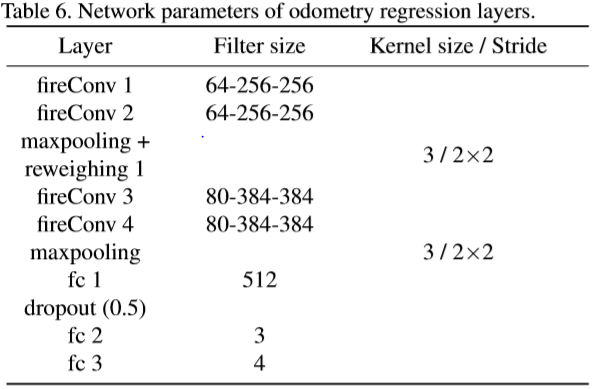 Table 6. Network parameters of odometry regression layers.
Layer Filter size Kernel size / Stride
fireConv 1 64-256-256
fireConv 2 64-256-256
maxpooling +
reweighing 1 3 / 2×2
fireConv 3 80-384-384
fireConv 4 80-384-384
maxpooling 3 / 2×2
fc 1 512
dropout (0.5)
fc 2 3
fc 3 4